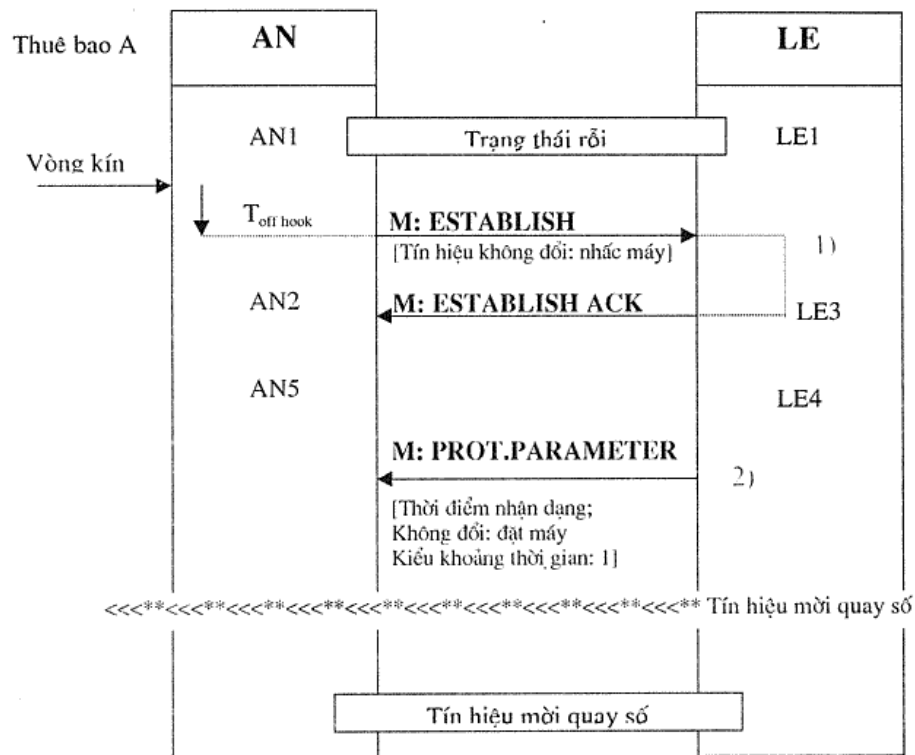 Thuê bao A
AN
LE
AN1
Trạng thái rỗi
LE1
Vòng kín
T off hook
M: ESTABLISH
[Tín hiệu không đổi: nhấc máy]
1)
AN2
M: ESTABLISH ACK
LE3
AN5
LE4
M: PROT.PARAMETER
2)
[Thời điểm nhận dạng;
Không đổi: đặt máy
Kiểu khoảng thời gian: 1]
<<<**<<<**<<<**<<<**<<<**<<<**<<<**<<<**<<<**<<<** Tín hiệu mời quay số
Tín hiệu mời quay số